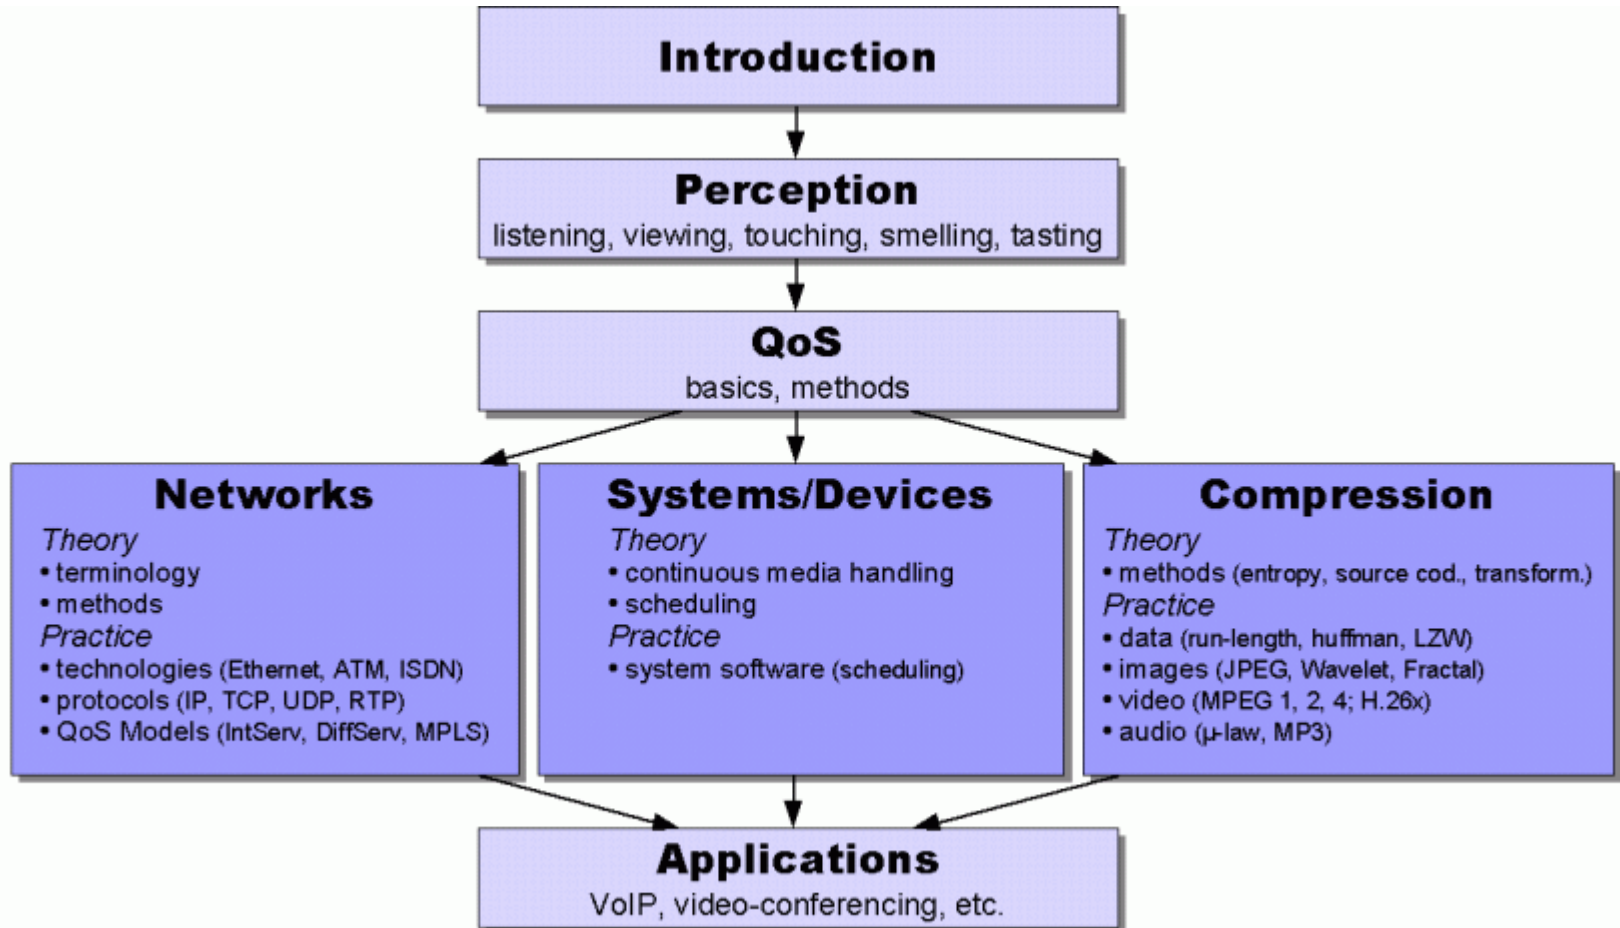 Introduction
Perception
listening, viewing, touching, smelling, tasting
QoS
basics, methods
Networks
Theory
• terminology
• methods
Practice
• technologies (Ethernet, ATM, ISDN)
• protocols (IP, TCP, UDP, RTP)
• QoS Models (IntServ, DiffServ, MPLS)
Systems/Devices
Theory
• continuous media handling
• scheduling
Practice
• system software (scheduling)
Compression
Theory
• methods (entropy, source cod., transform.)
Practice
• data (run-length, huffman, LZW)
• images (JPEG, Wavelet, Fractal)
• video (MPEG 1, 2, 4; H.26x)
• audio (µ-law, MP3)
Applications
VoIP, video-conferencing, etc.